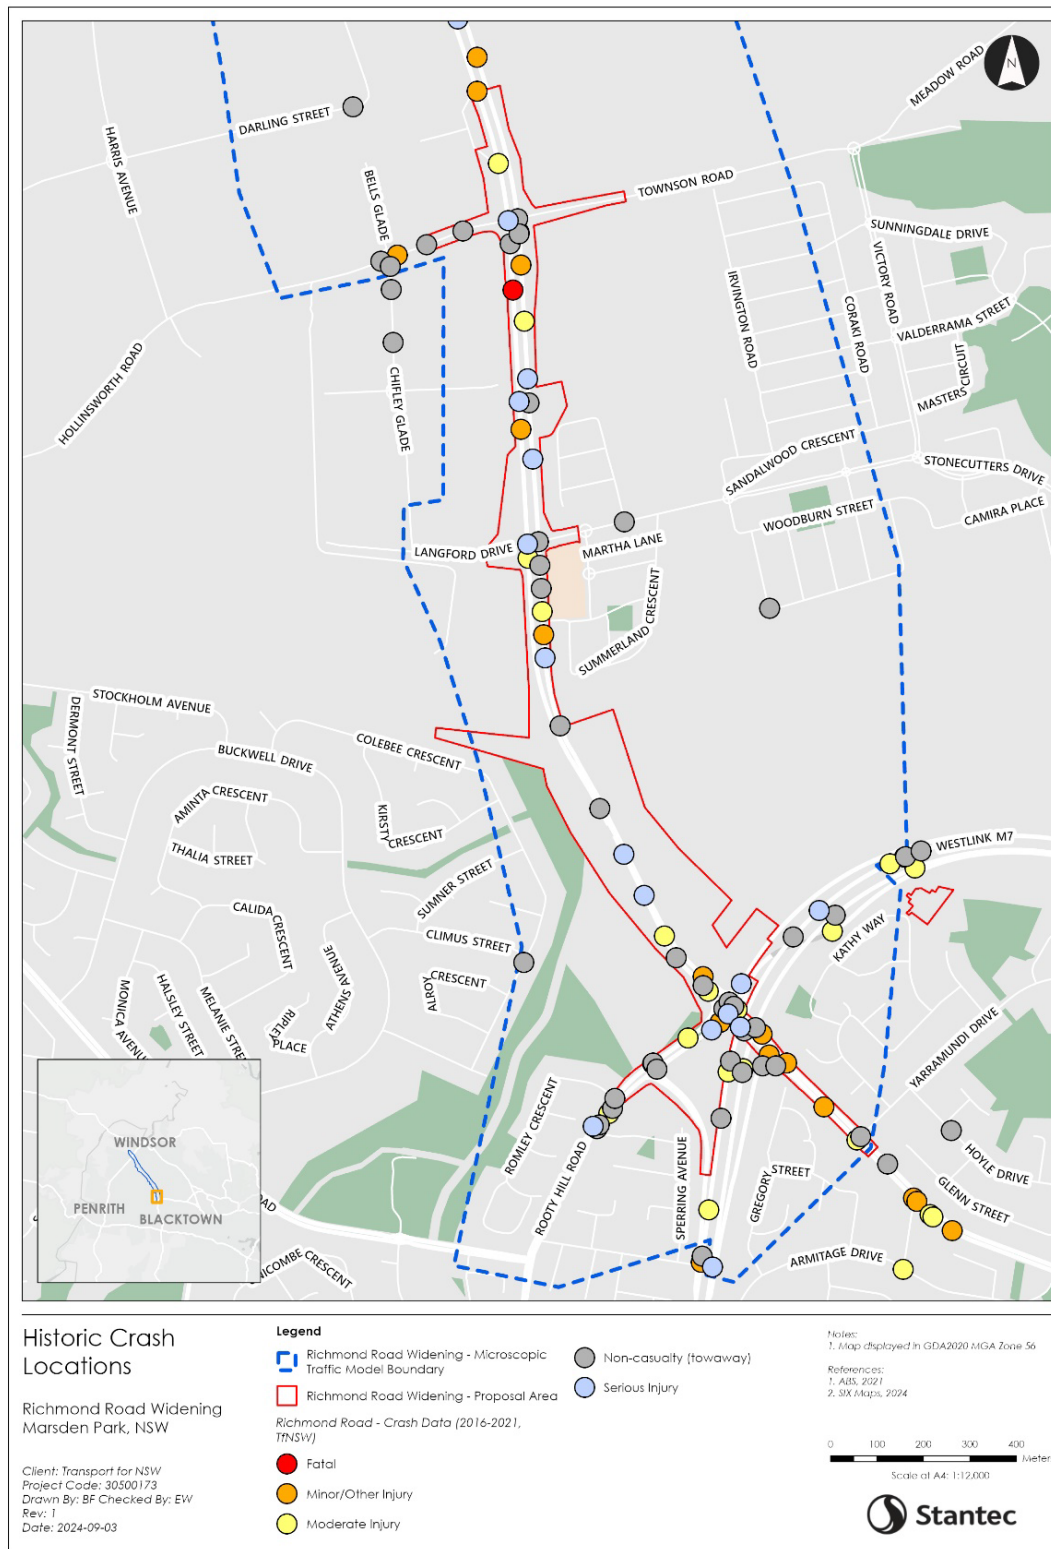 MEADOW ROAD
N
DARLING STREET
HARRIS AVENUE
BELLS GLADE
TOWNSON ROAD
SUNNINGDALE DRIVE
VICTORY ROAD
IRVINGTON ROAD
CORAKI ROAD
VALDERRAMA STREET
MASTERS CIRCUIT
HOLLINSWORTH ROAD
CHIFLEY GLADE
SANDALWOOD CRESCENT
STONECUTTERS DRIVE
WOODBURN STREET
CAMIRA PLACE
LANGFORD DRIVE
MARTHA LANE
SUMMERLAND CRESCENT
STOCKHOLM AVENUE
DERMONT STREET
BUCKWELL DRIVE
COLEBEE CRESCENT
AMINTA CRESCENT
KIRSTY CRESCENT
THALIA STREET
WESTLINK M7
SUMNER STREET
KATHY WAY
CALIDA CRESCENT
CLIMUS STREET
ATHENS AVENUE
ALROY CRESCENT
MONICA AVENUE
HALSLEY STREET
MELANIE STREE
RIPLEY PLACE
YARRAMUNDI DRIVE
ROMLEY CRESCENT
ROOTY HILL ROAD
SPERRING AVENUE
GREGORY STREET
HOYLE DRIVE
GLENN STREET
ARMITAGE DRIVE
WINDSOR
PENRITH
BLACKTOWN
OAD
NICOMBE CRESCENT
Historic Crash
Locations
Richmond Road Widening
Marsden Park, NSW
Client: Transport for NSW
Project Code: 30500173
Drawn By: BF Checked By: EW
Rev: 1
Date: 2024-09-03
Legend
Richmond Road Widening - Microscopic
Traffic Model Boundary
Richmond Road Widening - Proposal Area
Richmond Road - Crash Data (2016-2021,
TfNSW)
Fatal
Minor/Other Injury
Moderate Injury
Non-casualty (towaway)
Serious Injury
Notes:
1. Map displayed in GDA2020 MGA Zone 56
References:
1. ABS, 2021
2. SIX Maps, 2024
0 100 200 300 400
Meter
Scale at A4: 1:12,000
Stantec